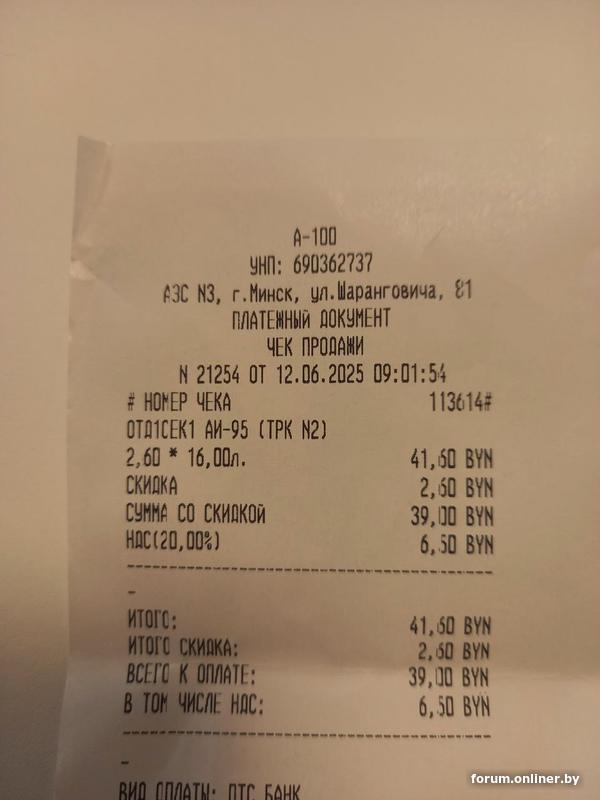 А-100
УНП: 690362737
АЗС N3, г.Минск, ул.Шаранговича, 81
ПЛАТЕЖНЫЙ ДОКУМЕНТ
ЧЕК ПРОДАЖИ
N 21254 ОТ 12.06.2025 09:01:54
# НОМЕР ЧЕКА 113614#
ОТД1СЕК1 АИ-95 (ТРК N2)
2,60 * 16,00л. 41,60 BYN
СКИДКА 2,60 BYN
СУММА СО СКИДКОЙ 39,00 BYN
НДС(20,00%) 6,50 BYN
-
ИТОГО: 41,60 BYN
ИТОГО СКИДКА: 2,60 BYN
ВСЕГО К ОПЛАТЕ: 39,00 BYN
В ТОМ ЧИСЛЕ НДС: 6,50 BYN
-
ВИД ОПЛАТЫ: ПТС БАНК
forum.onliner.by